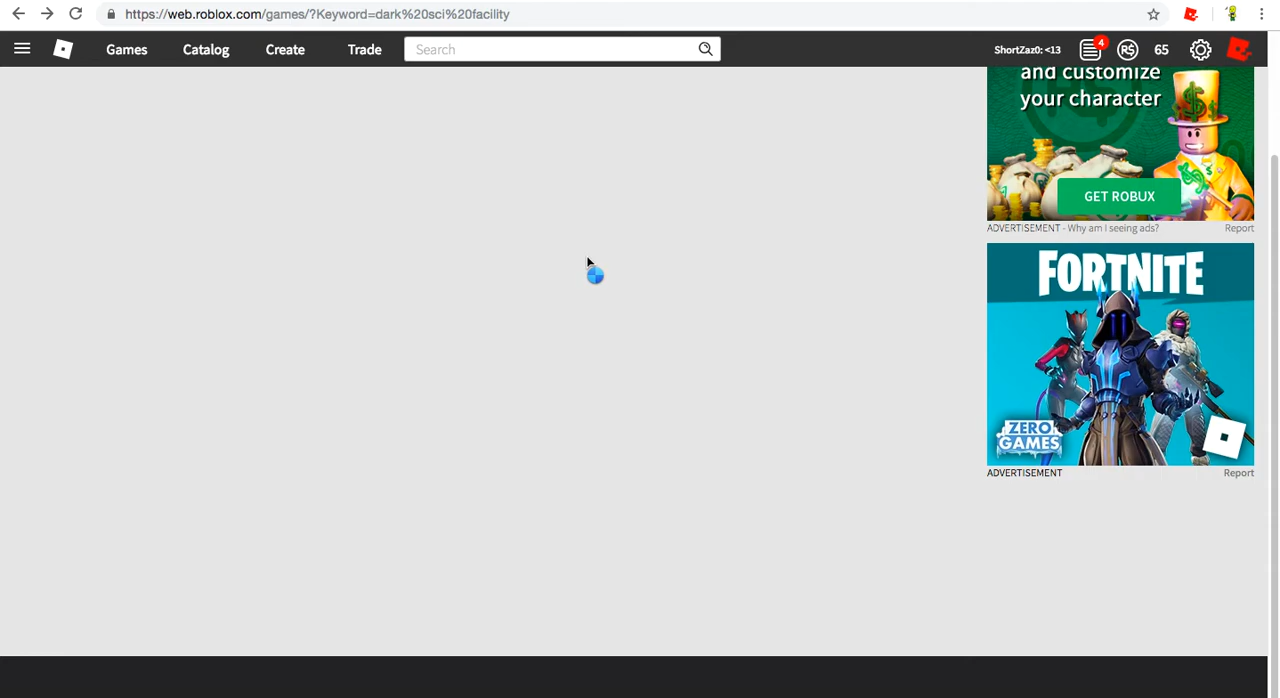 https://web.roblox.com/games/?Keyword=dark%20sci%20facility
Games Catalog Create Trade Search ShortZaz0: <13 4 R$ 65
and customize
your character
GET ROBUX
ADVERTISEMENT - Why am I seeing ads? Report
FORTNITE
ZERO
GAMES
ADVERTISEMENT Report